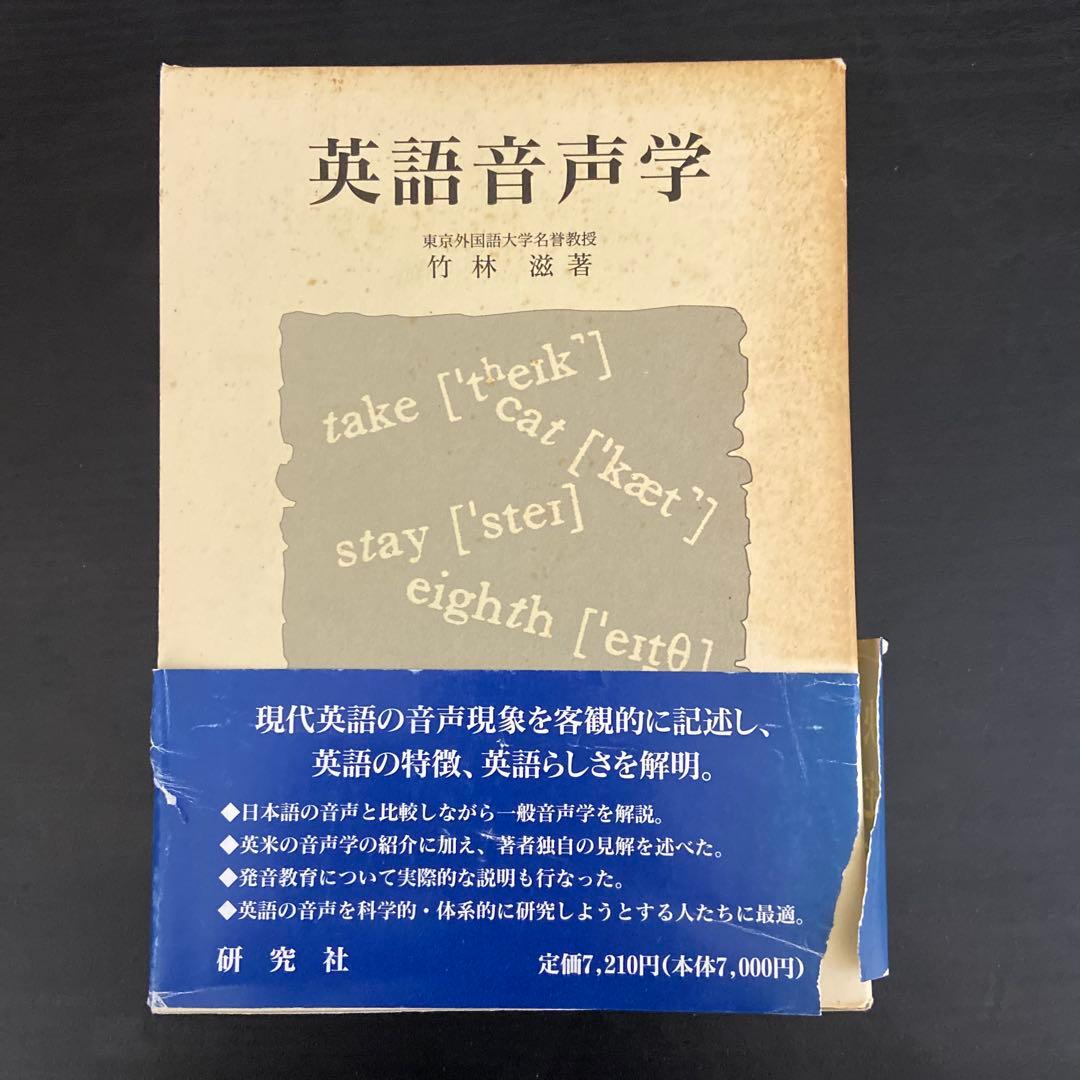 英語音声学
東京外国語大学名誉教授
竹林 滋 著
take [ˈtʰeɪk̚]
cat [ˈkæt̚]
stay [ˈsteɪ]
eighth [ˈeɪt̪θ]
現代英語の音声現象を客観的に記述し、
英語の特徴、英語らしさを解明。
◆日本語の音声と比較しながら一般音声学を解説。
◆英米の音声学の紹介に加え、著者独自の見解を述べた。
◆発音教育について実際的な説明も行なった。
◆英語の音声を科学的・体系的に研究しようとする人たちに最適。
研究社 定価7,210円(本体7,000円)